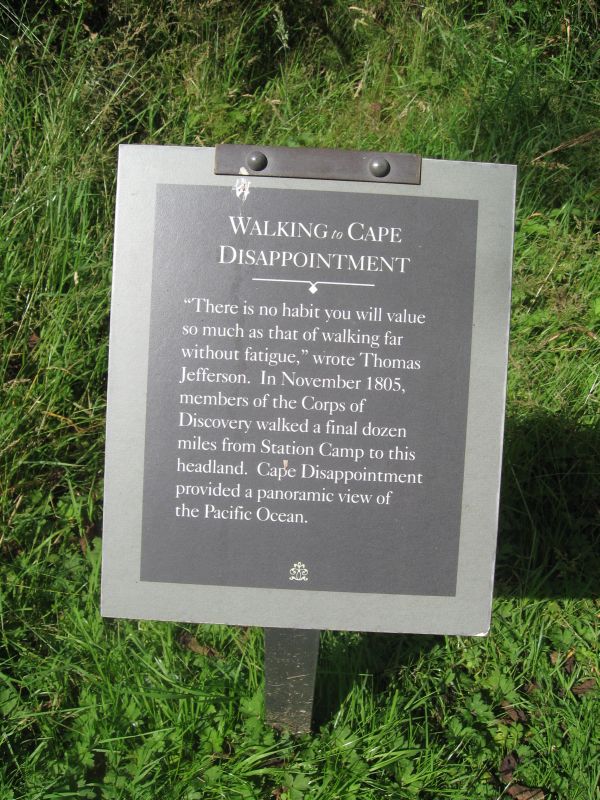 WALKING to CAPE
DISAPPOINTMENT
“There is no habit you will value
so much as that of walking far
without fatigue,” wrote Thomas
Jefferson. In November 1805,
members of the Corps of
Discovery walked a final dozen
miles from Station Camp to this
headland. Cape Disappointment
provided a panoramic view of
the Pacific Ocean.